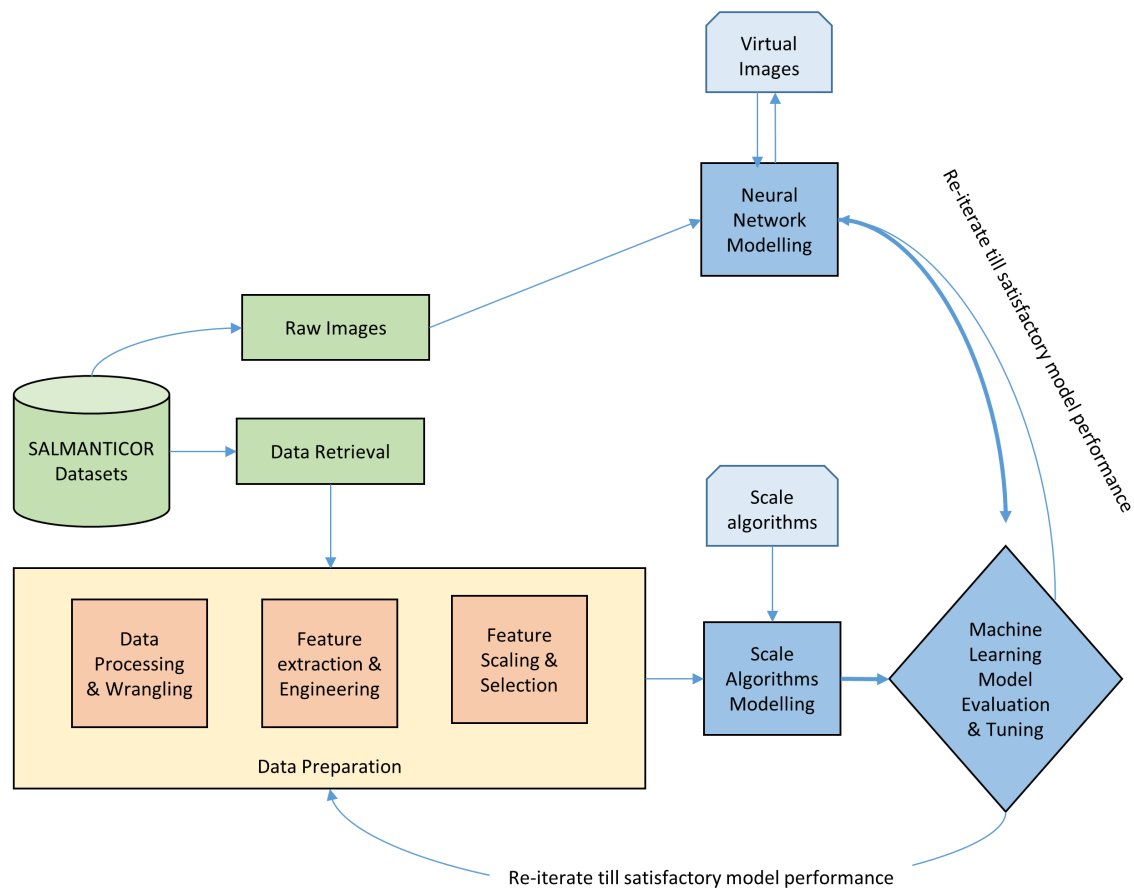 Virtual
Images
Neural
Network
Modelling
Re-iterate till satisfactory model performance
Raw Images
SALMANTICOR
Datasets
Data Retrieval
Scale
algorithms
Data
Processing
& Wrangling
Feature
extraction &
Engineering
Feature
Scaling &
Selection
Data Preparation
Scale
Algorithms
Modelling
Machine
Learning
Model
Evaluation
& Tuning
Re-iterate till satisfactory model performance